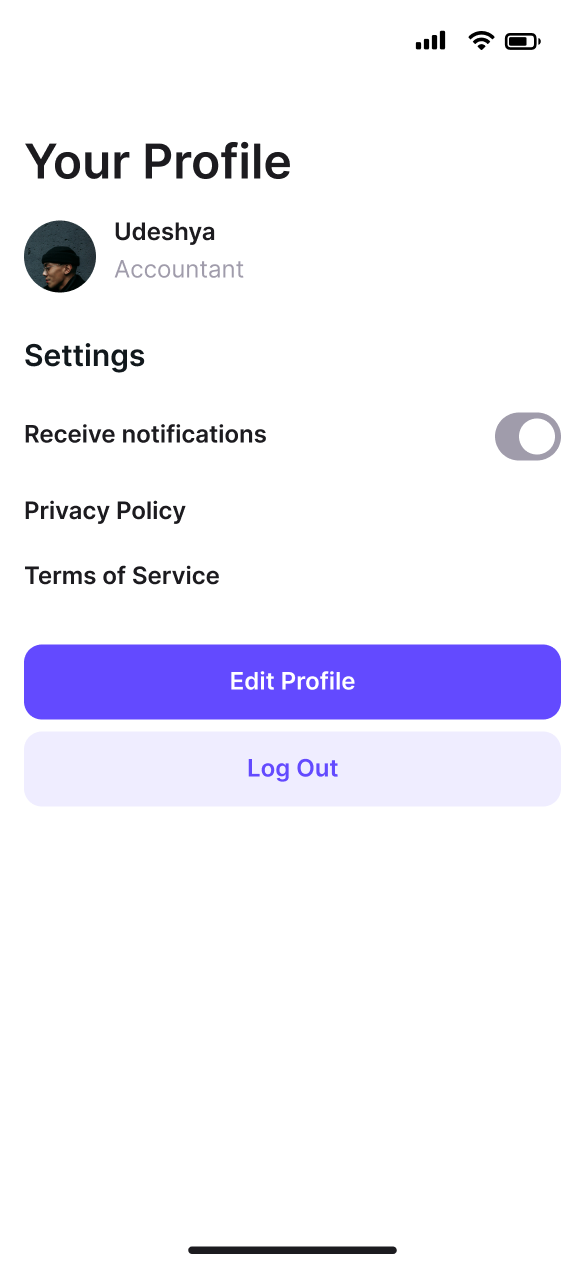 Your Profile
Udeshya
Accountant
Settings
Receive notifications
Privacy Policy
Terms of Service
Edit Profile
Log Out